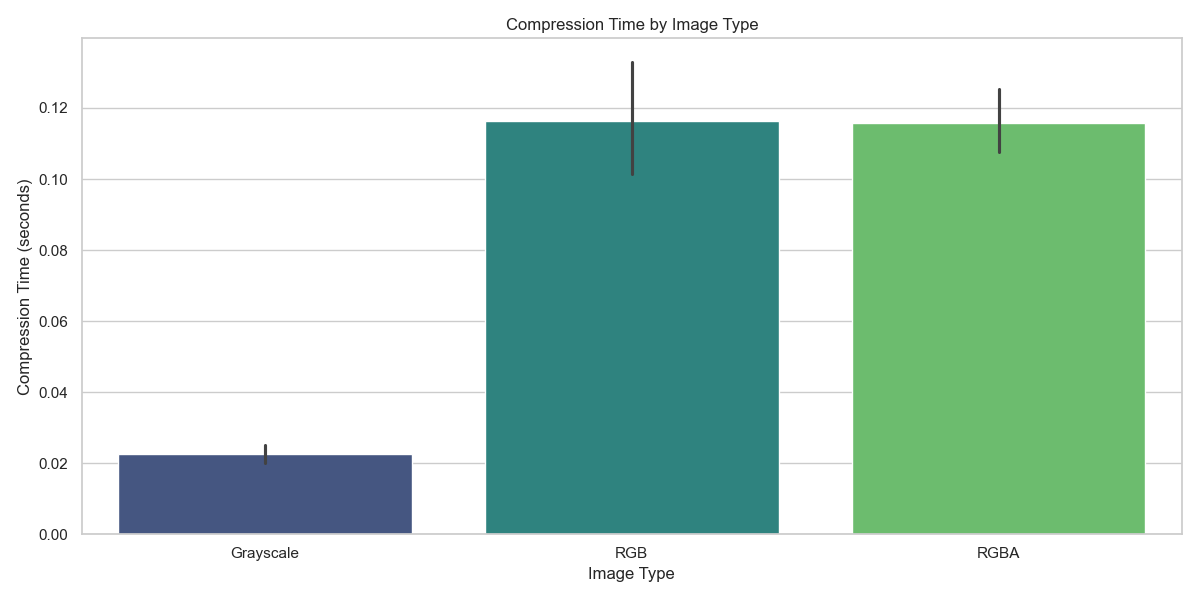 Compression Time by Image Type
Compression Time (seconds)
0.12
0.10
0.08
0.06
0.04
0.02
0.00
Grayscale
RGB
RGBA
Image Type